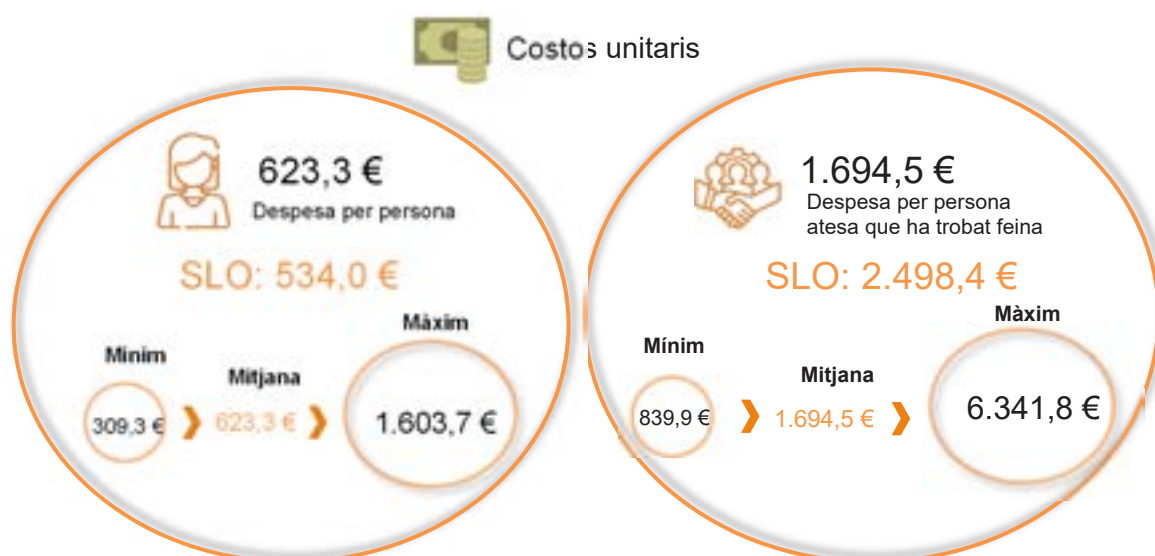 Costos unitaris
623,3 €
Despesa per persona
SLO: 534,0 €
Mínim
Mitjana
Màxim
309,3 €
623,3 €
1.603,7 €
1.694,5 €
Despesa per persona
atesa que ha trobat feina
SLO: 2.498,4 €
Mínim
Mitjana
Màxim
839,9 €
1.694,5 €
6.341,8 €